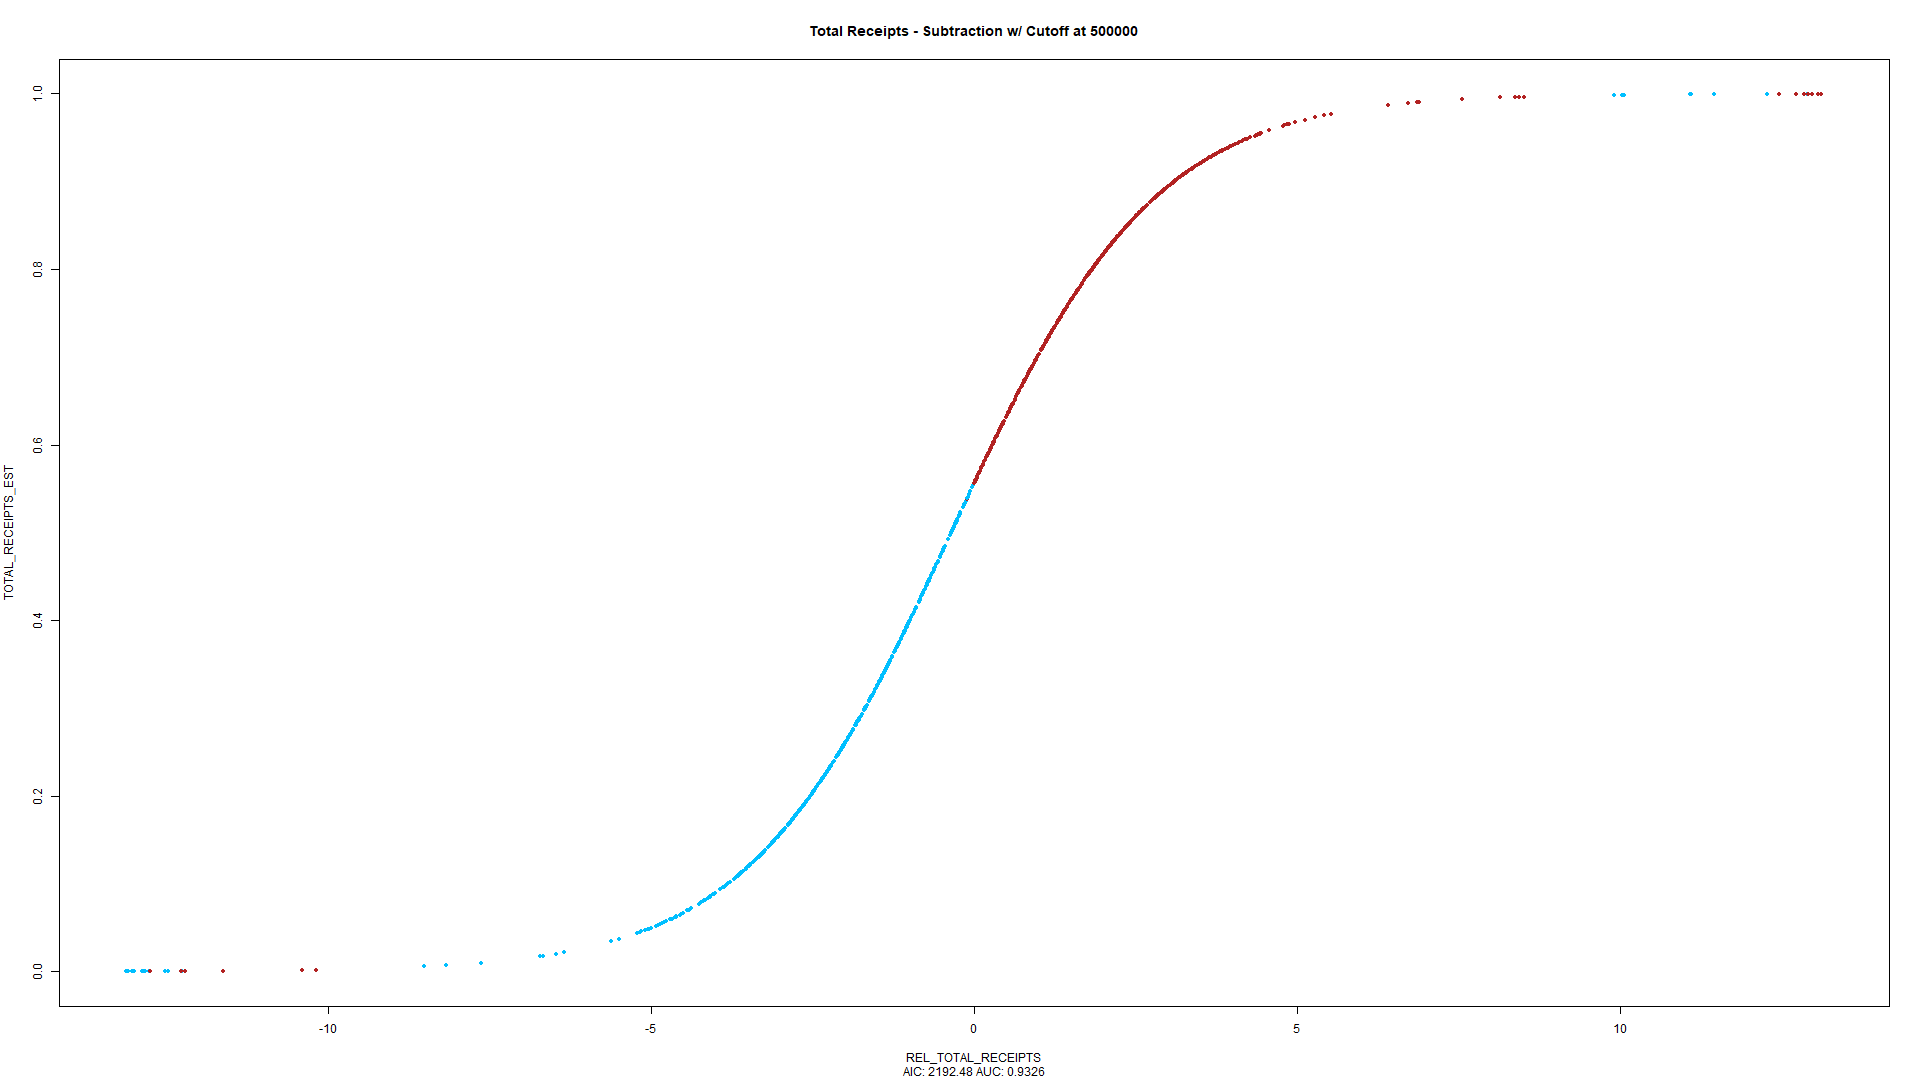 Total Receipts - Subtraction w/ Cutoff at 500000
TOTAL_RECEIPTS_EST
1.0
0.8
0.6
0.4
0.2
0.0
-10 -5 0 5 10
REL_TOTAL_RECEIPTS
AIC: 2192.48 AUC: 0.9326